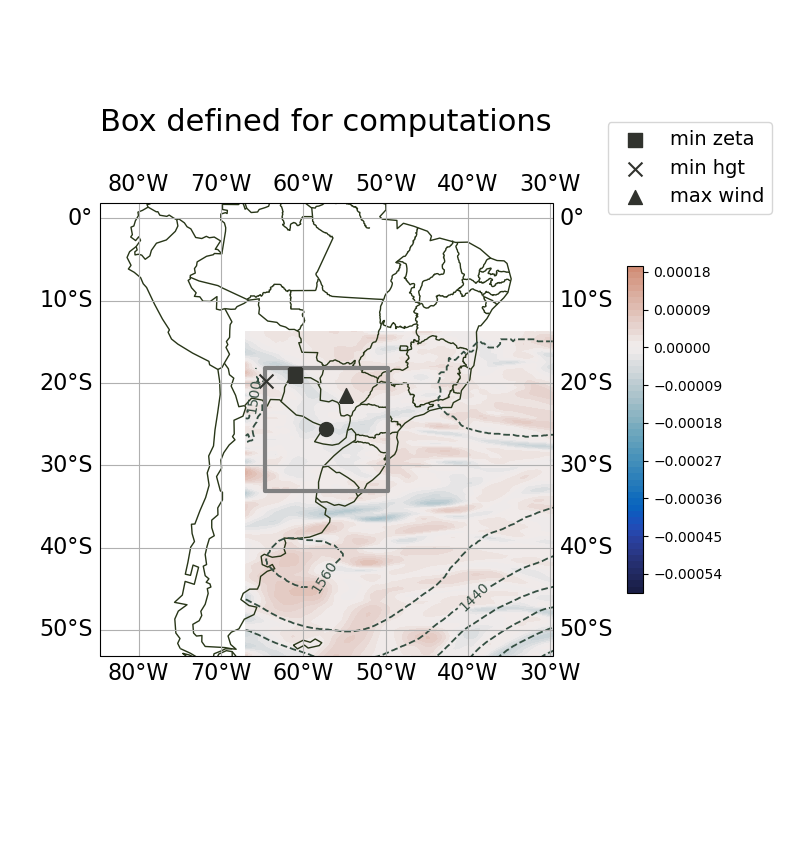 Box defined for computations
min zeta
min hgt
max wind
80°W 70°W 60°W 50°W 40°W 30°W
0° 0°
10°S 10°S
20°S 20°S
30°S 30°S
40°S 40°S
50°S 50°S
1500
1560
1440
80°W 70°W 60°W 50°W 40°W 30°W
0.00018
0.00009
0.00000
−0.00009
−0.00018
−0.00027
−0.00036
−0.00045
−0.00054